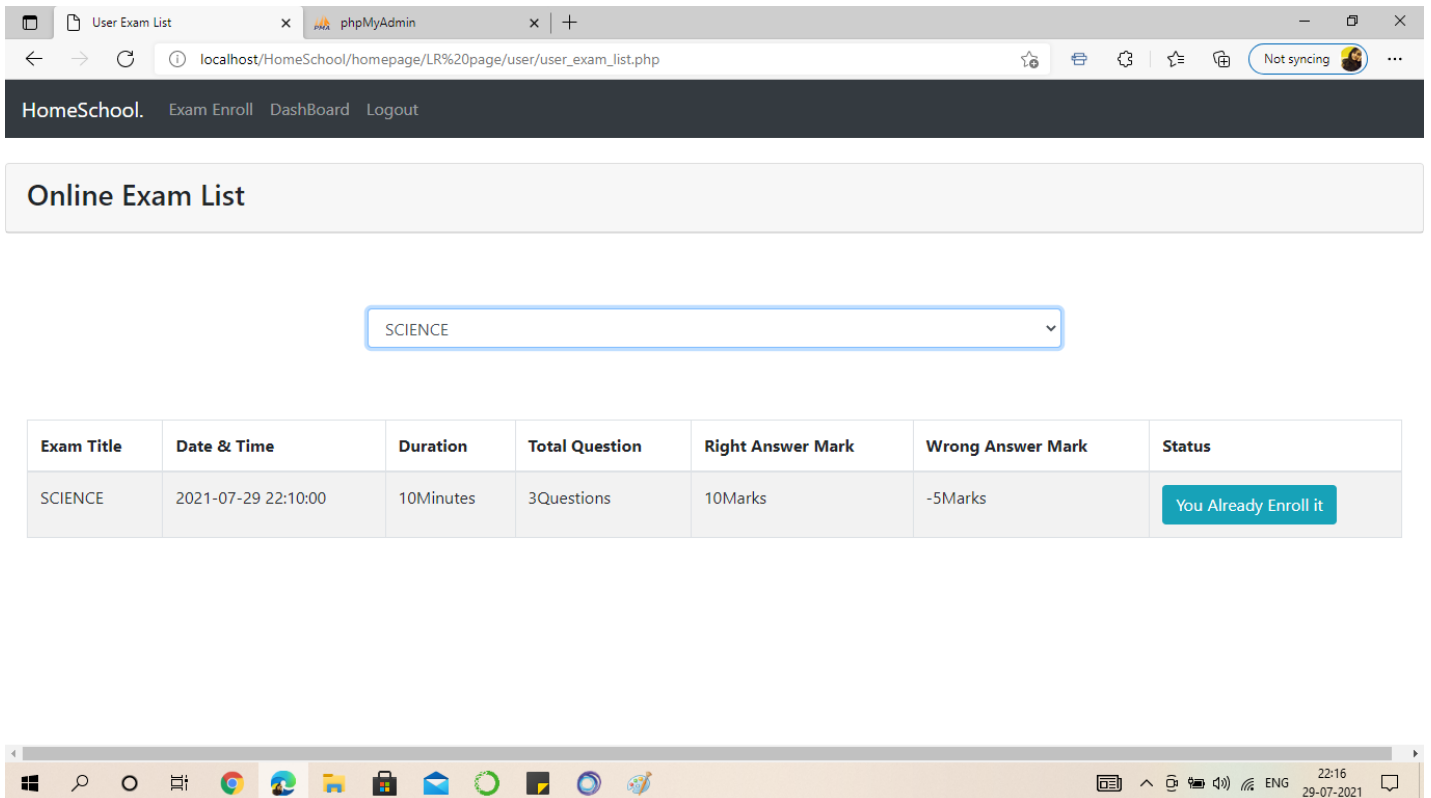 User Exam List
phpMyAdmin
localhost/HomeSchool/homepage/LR%20page/user/user_exam_list.php
Not syncing
HomeSchool. Exam Enroll DashBoard Logout
Online Exam List
SCIENCE
Exam Title Date & Time Duration Total Question Right Answer Mark Wrong Answer Mark Status
SCIENCE 2021-07-29 22:10:00 10Minutes 3Questions 10Marks -5Marks You Already Enroll it
ENG
22:16
29-07-2021